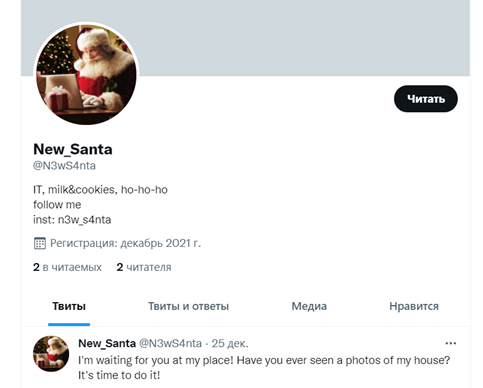 Читать
New_Santa
@N3wS4nta
IT, milk&cookies, ho-ho-ho
follow me
inst: n3w_s4nta
Регистрация: декабрь 2021 г.
2 в читаемых 2 читателя
Твиты Твиты и ответы Медиа Нравится
New_Santa @N3wS4nta · 25 дек.
I'm waiting for you at my place! Have you ever seen a photos of my house?
It's time to do it!